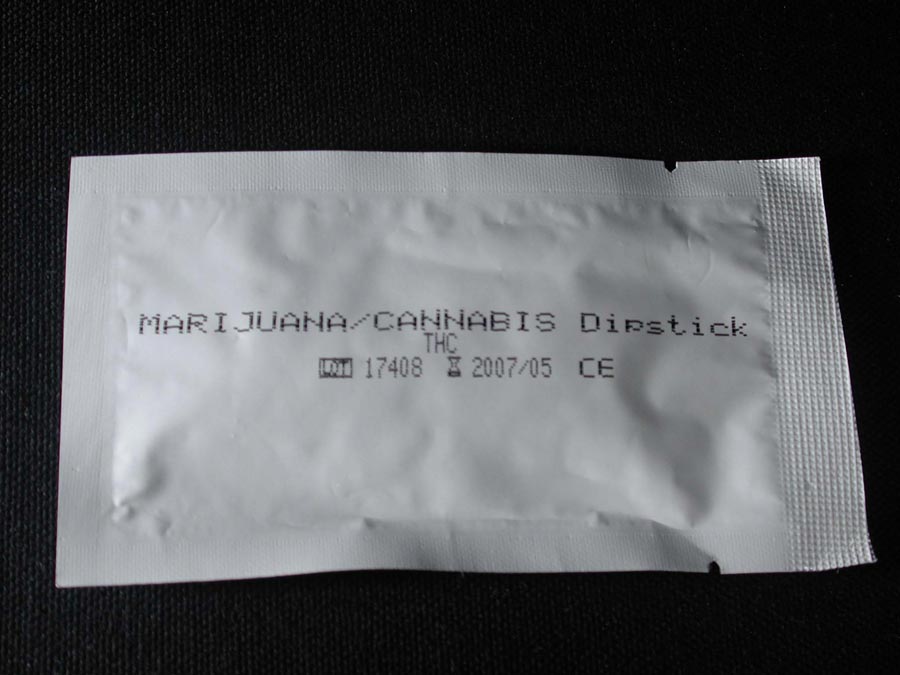 MARIJUANA/CANNABIS Dipstick
THC
LOT 17408 2007/05 CE